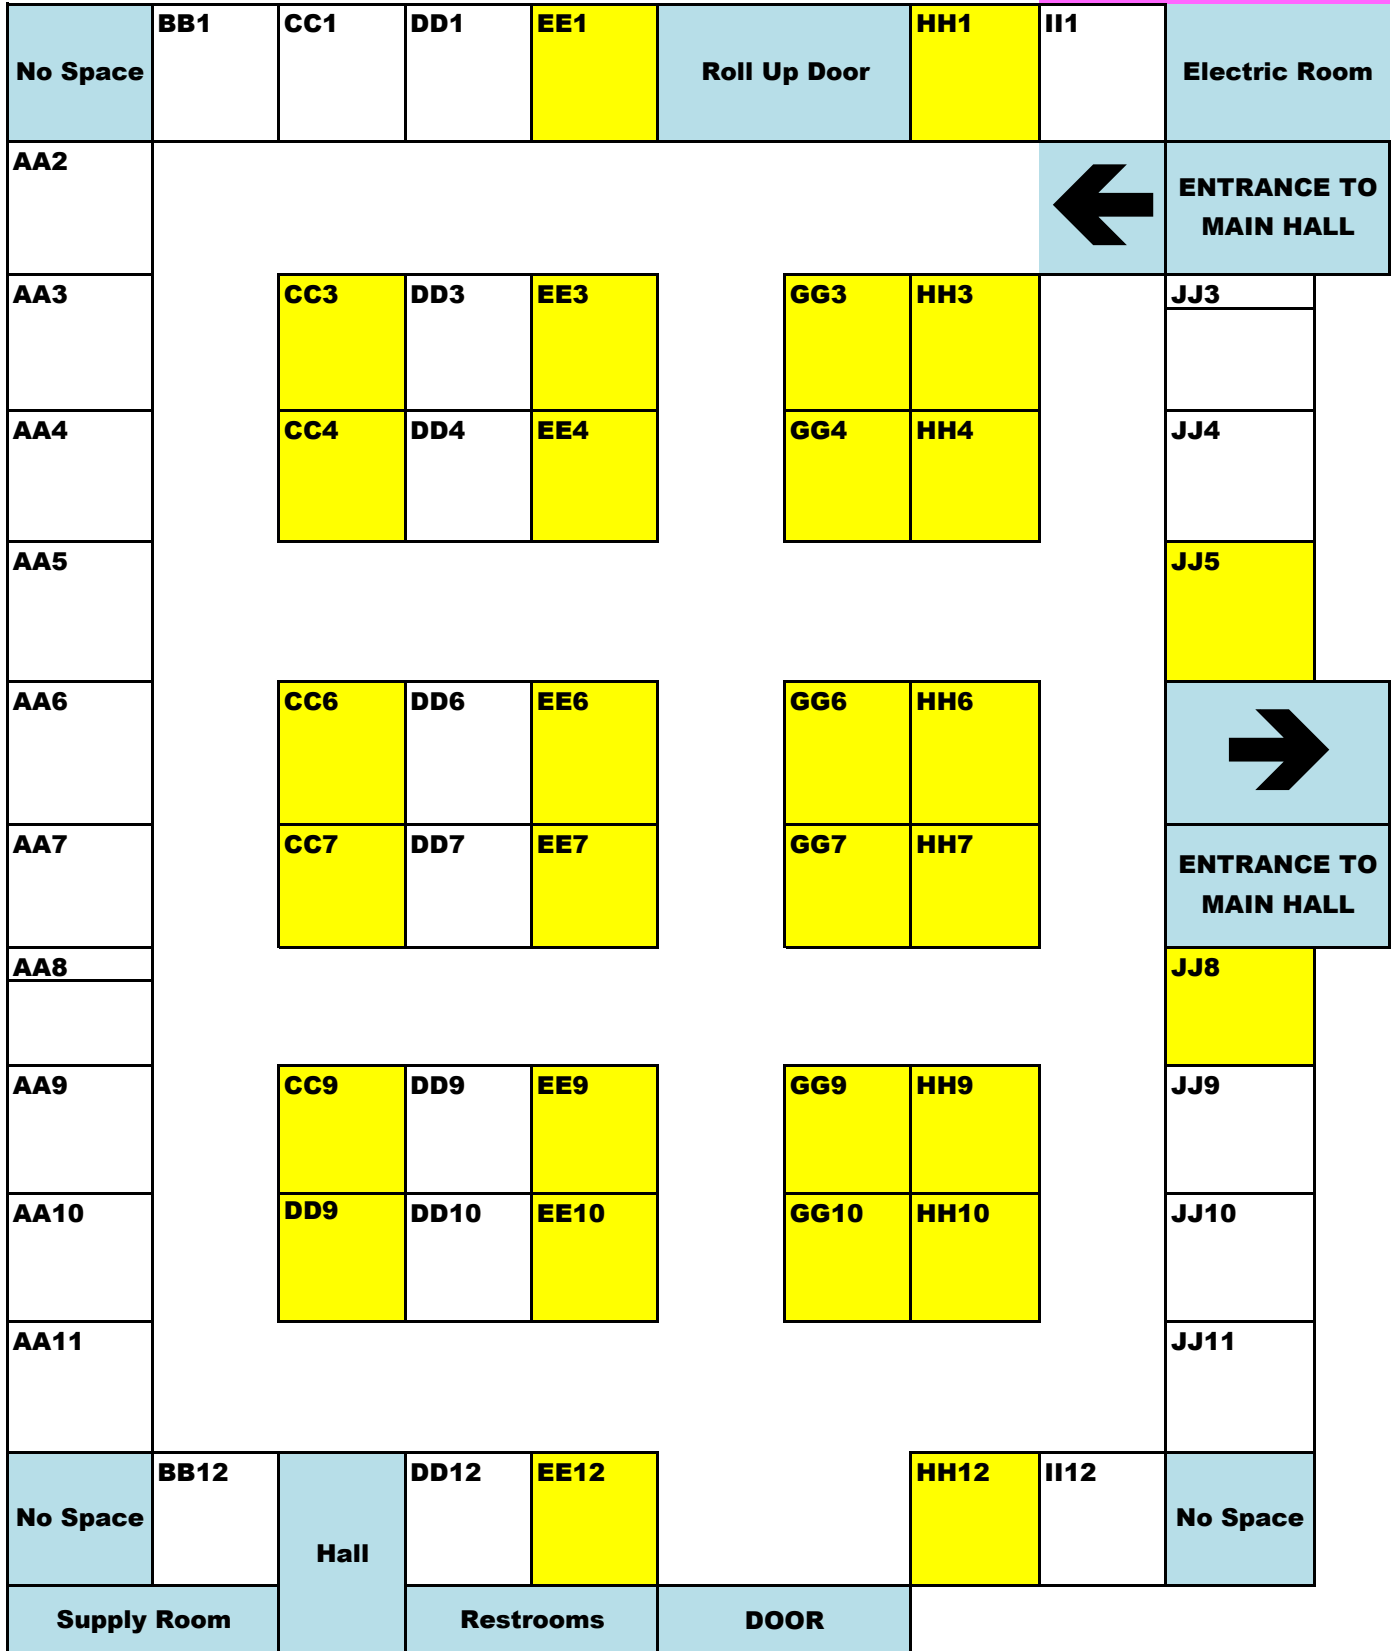 BB1 CC1 DD1 EE1 HH1 II1
No Space Roll Up Door Electric Room
AA2
ENTRANCE TO
MAIN HALL
AA3 CC3 DD3 EE3 GG3 HH3 JJ3
AA4 CC4 DD4 EE4 GG4 HH4 JJ4
AA5 JJ5
AA6 CC6 DD6 EE6 GG6 HH6
AA7 CC7 DD7 EE7 GG7 HH7
ENTRANCE TO
MAIN HALL
AA8 JJ8
AA9 CC9 DD9 EE9 GG9 HH9 JJ9
AA10 DD9 DD10 EE10 GG10 HH10 JJ10
AA11 JJ11
BB12 DD12 EE12 HH12 II12
No Space No Space
Hall
Supply Room Restrooms DOOR